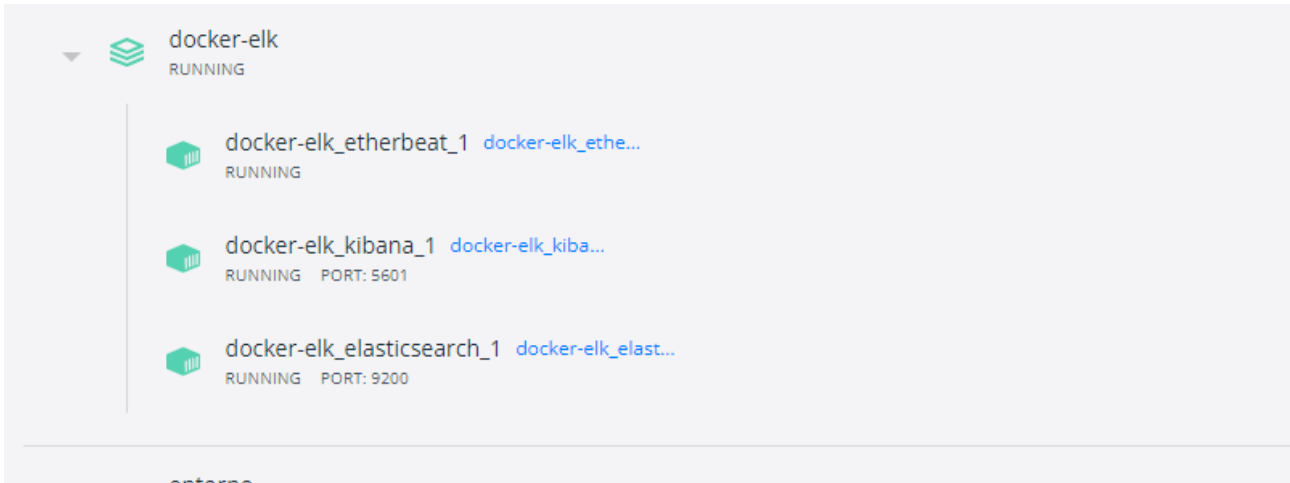 docker-elk
RUNNING
docker-elk_etherbeat_1 docker-elk_ethe...
RUNNING
docker-elk_kibana_1 docker-elk_kiba...
RUNNING PORT: 5601
docker-elk_elasticsearch_1 docker-elk_elast...
RUNNING PORT: 9200